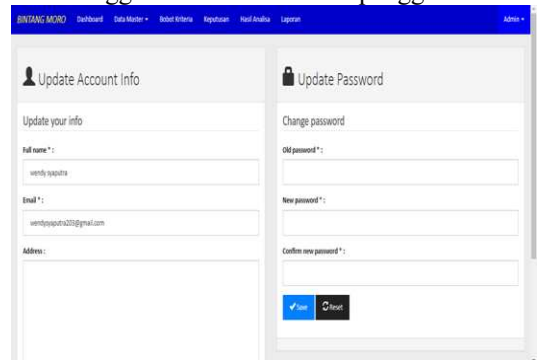 BINTANG MORO Dashboard Data Master Bobot Kriteria Keputusan Hasil Analisa Laporan Admin
Update Account Info
Update your info
Full name * :
wendy syaputra
Email * :
wendysyaputra203@gmail.com
Address :
Update Password
Change password
Old password * :
New password * :
Confirm new password * :
Save Reset